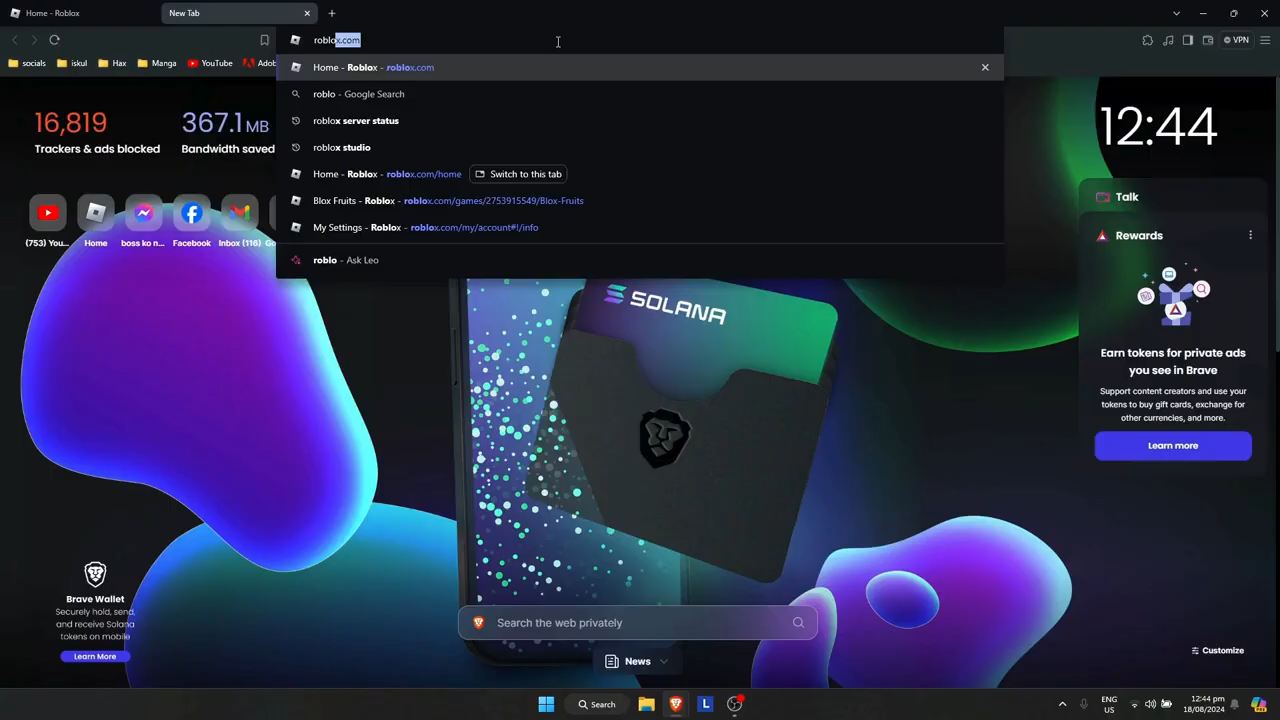 Home - Roblox
New Tab
roblox.com
VPN
socials
iskul
Hax
Manga
YouTube
Adob
Home - Roblox - roblox.com
roblo - Google Search
roblox server status
roblox studio
Home - Roblox - roblox.com/home
Switch to this tab
Blox Fruits - Roblox - roblox.com/games/2753915549/Blox-Fruits
My Settings - Roblox - roblox.com/my/account#!/info
roblo - Ask Leo
16,819
Trackers & ads blocked
367.1 MB
Bandwidth saved
12:44
(753) You...
Home
boss ko n...
Facebook
Inbox (116)
Talk
Rewards
Earn tokens for private ads
you see in Brave
Support content creators and use your
tokens to buy gift cards, exchange for
other currencies, and more.
Learn more
SOLANA
Brave Wallet
Securely hold, send,
and receive Solana
tokens on mobile
Learn More
Search the web privately
News
Customize
Search
L
ENG
US
12:44 pm
18/08/2024